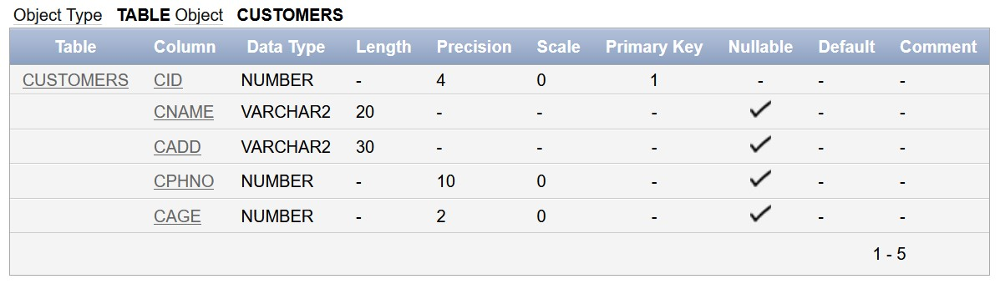 Object Type TABLE Object CUSTOMERS
Table Column Data Type Length Precision Scale Primary Key Nullable Default Comment
CUSTOMERS CID NUMBER - 4 0 1 - - -
CNAME VARCHAR2 20 - - - ✓ - -
CADD VARCHAR2 30 - - - ✓ - -
CPHNO NUMBER - 10 0 - ✓ - -
CAGE NUMBER - 2 0 - ✓ - -
1 - 5